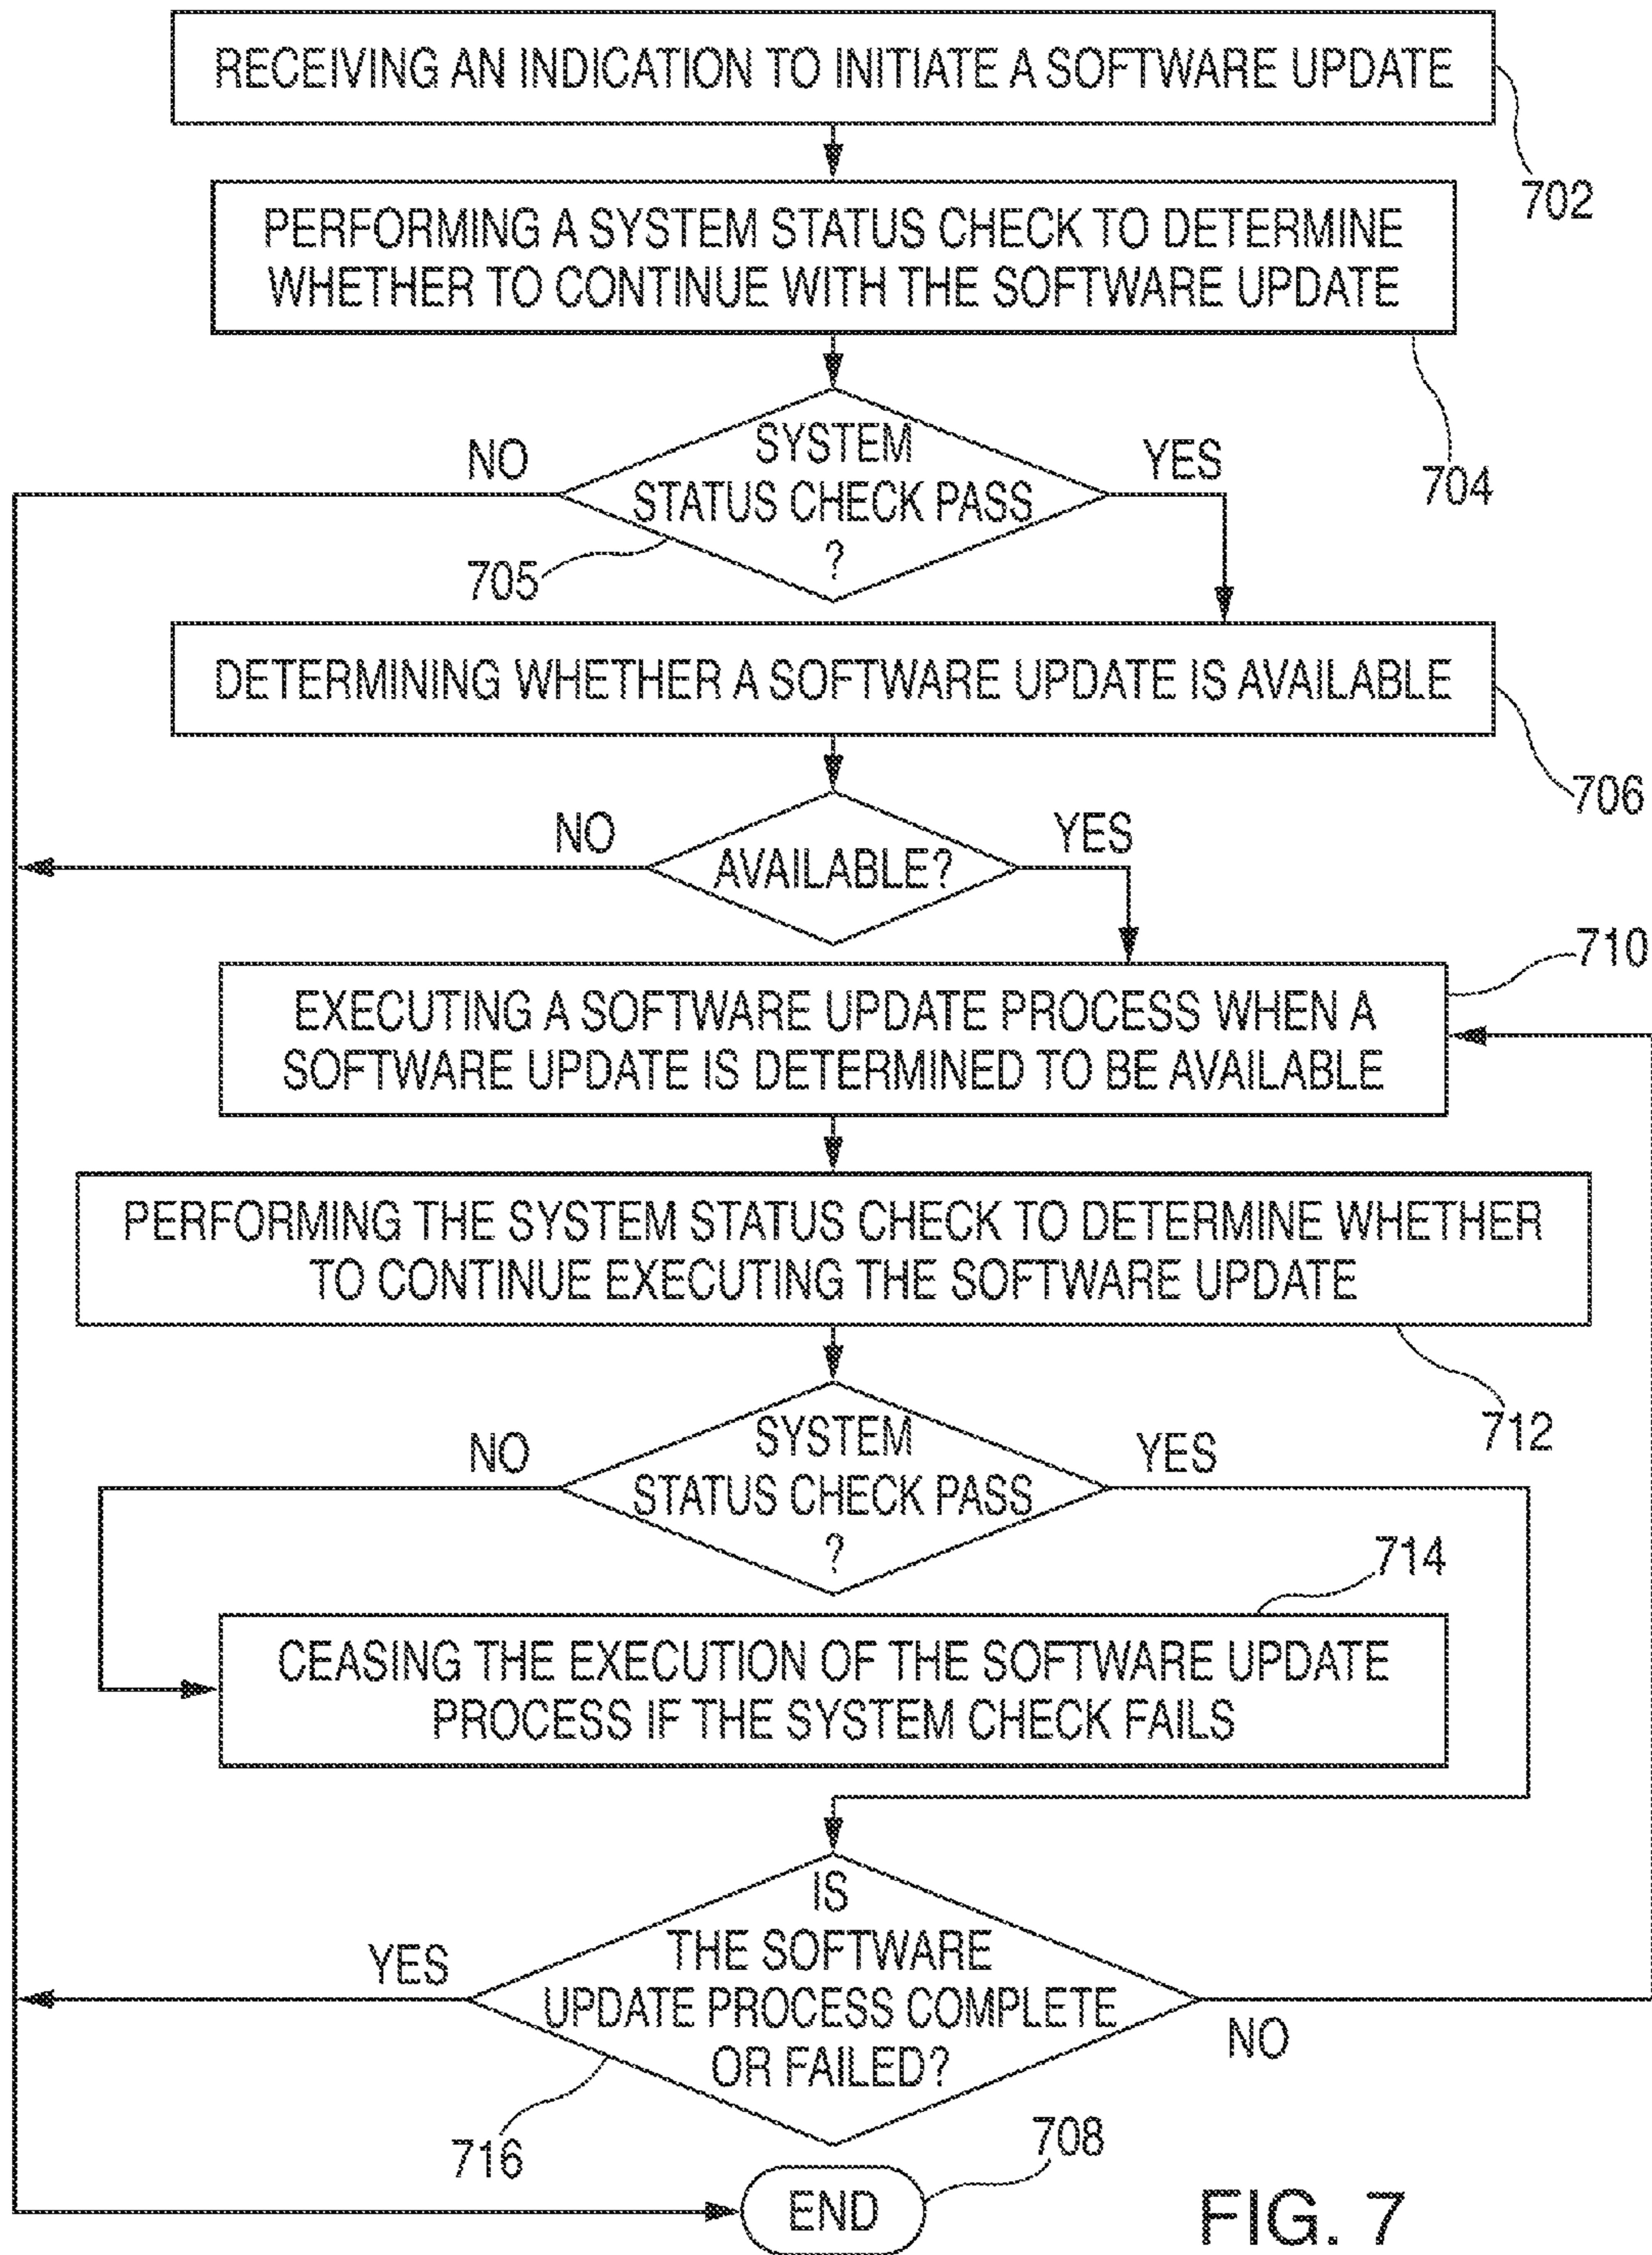 RECEIVING AN INDICATION TO INITIATE A SOFTWARE UPDATE
702
PERFORMING A SYSTEM STATUS CHECK TO DETERMINE
WHETHER TO CONTINUE WITH THE SOFTWARE UPDATE
704
NO
SYSTEM
STATUS CHECK PASS
?
YES
705
DETERMINING WHETHER A SOFTWARE UPDATE IS AVAILABLE
706
NO
AVAILABLE?
YES
710
EXECUTING A SOFTWARE UPDATE PROCESS WHEN A
SOFTWARE UPDATE IS DETERMINED TO BE AVAILABLE
PERFORMING THE SYSTEM STATUS CHECK TO DETERMINE WHETHER
TO CONTINUE EXECUTING THE SOFTWARE UPDATE
712
NO
SYSTEM
STATUS CHECK PASS
?
YES
714
CEASING THE EXECUTION OF THE SOFTWARE UPDATE
PROCESS IF THE SYSTEM CHECK FAILS
YES
IS
THE SOFTWARE
UPDATE PROCESS COMPLETE
OR FAILED?
NO
716
708
END
FIG. 7